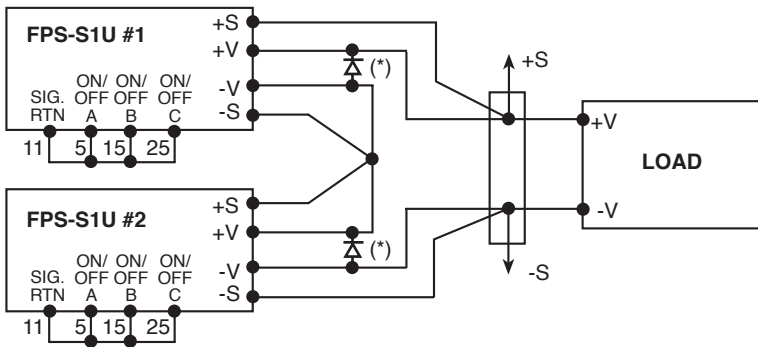 FPS-S1U #1
+S
+V
-V
-S
ON/ ON/ ON/
SIG. OFF OFF OFF
RTN A B C
11 5 15 25
(*)
+S
-S
+V
LOAD
-V
FPS-S1U #2
+S
+V
-V
-S
ON/ ON/ ON/
SIG. OFF OFF OFF
RTN A B C
11 5 15 25
(*)